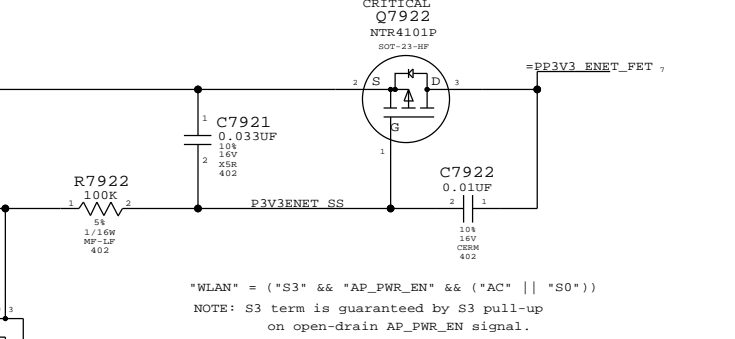 CRITICAL
Q7922
NTR4101P
SOT-23-HF
=PP3V3_ENET_FET 7
2 S D 3
G
1
1 C7921
0.033UF
10%
16V
2 X5R
402
C7922
0.01UF
2 1
10%
16V
CERM
402
R7922
100K
1 2
5%
1/16W
MF-LF
402
P3V3ENET_SS
"WLAN" = ("S3" && "AP_PWR_EN" && ("AC" || "S0"))
NOTE: S3 term is guaranteed by S3 pull-up
on open-drain AP_PWR_EN signal.
3